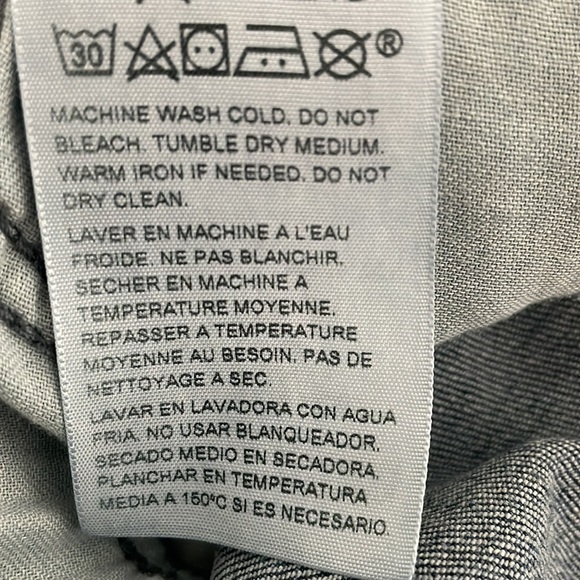 30 ®
MACHINE WASH COLD. DO NOT
BLEACH. TUMBLE DRY MEDIUM.
WARM IRON IF NEEDED. DO NOT
DRY CLEAN.
LAVER EN MACHINE A L'EAU
FROIDE. NE PAS BLANCHIR.
SECHER EN MACHINE A
TEMPERATURE MOYENNE.
REPASSER A TEMPERATURE
MOYENNE AU BESOIN. PAS DE
NETTOYAGE A SEC.
LAVAR EN LAVADORA CON AGUA
FRIA. NO USAR BLANQUEADOR.
SECADO MEDIO EN SECADORA.
PLANCHAR EN TEMPERATURA
MEDIA A 150°C SI ES NECESARIO.